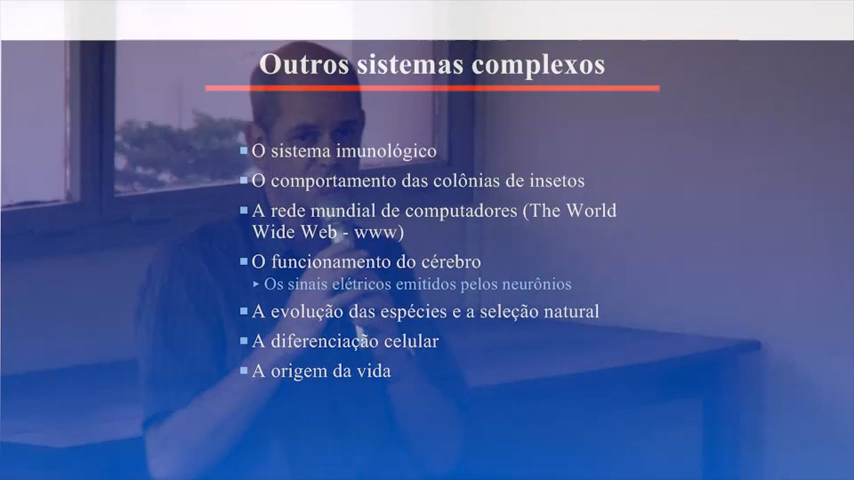 Outros sistemas complexos
O sistema imunológico
O comportamento das colônias de insetos
A rede mundial de computadores (The World
Wide Web - www)
O funcionamento do cérebro
Os sinais elétricos emitidos pelos neurônios
A evolução das espécies e a seleção natural
A diferenciação celular
A origem da vida